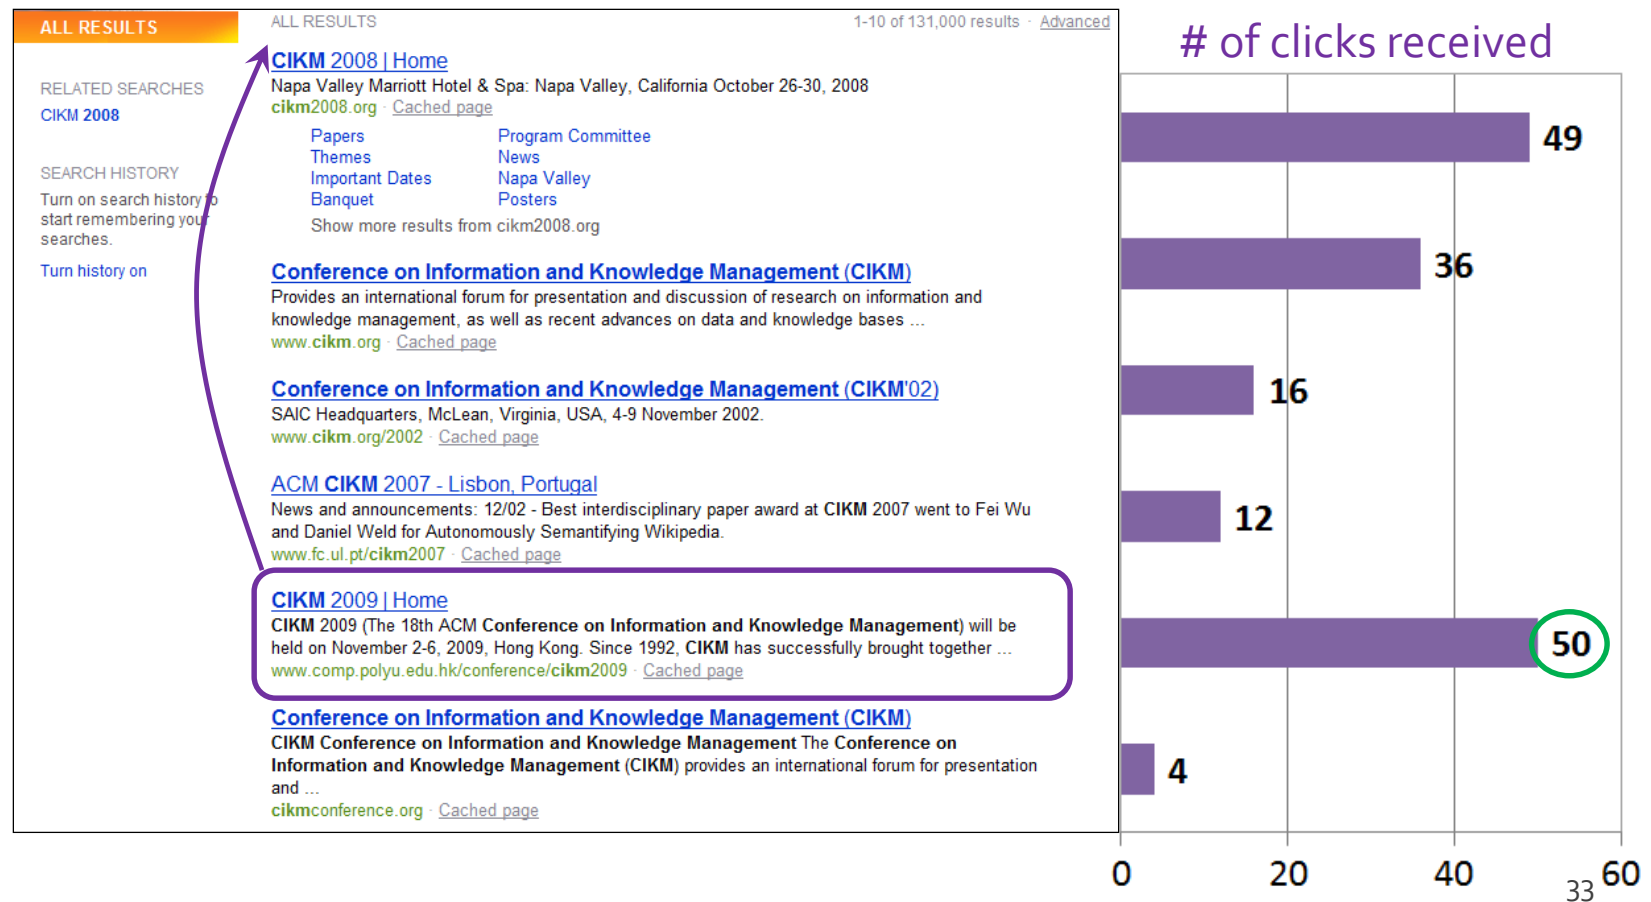 ALL RESULTS
RELATED SEARCHES
CIKM 2008
SEARCH HISTORY
Turn on search history to
start remembering your
searches.
Turn history on
ALL RESULTS
1-10 of 131,000 results · Advanced
CIKM 2008 | Home
Napa Valley Marriott Hotel & Spa: Napa Valley, California October 26-30, 2008
cikm2008.org · Cached page
Papers
Program Committee
Themes
News
Important Dates
Napa Valley
Banquet
Posters
Show more results from cikm2008.org
Conference on Information and Knowledge Management (CIKM)
Provides an international forum for presentation and discussion of research on information and
knowledge management, as well as recent advances on data and knowledge bases ...
www.cikm.org · Cached page
Conference on Information and Knowledge Management (CIKM'02)
SAIC Headquarters, McLean, Virginia, USA, 4-9 November 2002.
www.cikm.org/2002 · Cached page
ACM CIKM 2007 - Lisbon, Portugal
News and announcements: 12/02 - Best interdisciplinary paper award at CIKM 2007 went to Fei Wu
and Daniel Weld for Autonomously Semantifying Wikipedia.
www.fc.ul.pt/cikm2007 · Cached page
CIKM 2009 | Home
CIKM 2009 (The 18th ACM Conference on Information and Knowledge Management) will be
held on November 2-6, 2009, Hong Kong. Since 1992, CIKM has successfully brought together ...
www.comp.polyu.edu.hk/conference/cikm2009 · Cached page
Conference on Information and Knowledge Management (CIKM)
CIKM Conference on Information and Knowledge Management The Conference on
Information and Knowledge Management (CIKM) provides an international forum for presentation
and ...
cikmconference.org · Cached page
# of clicks received
49
36
16
12
50
4
0 20 40 60
33